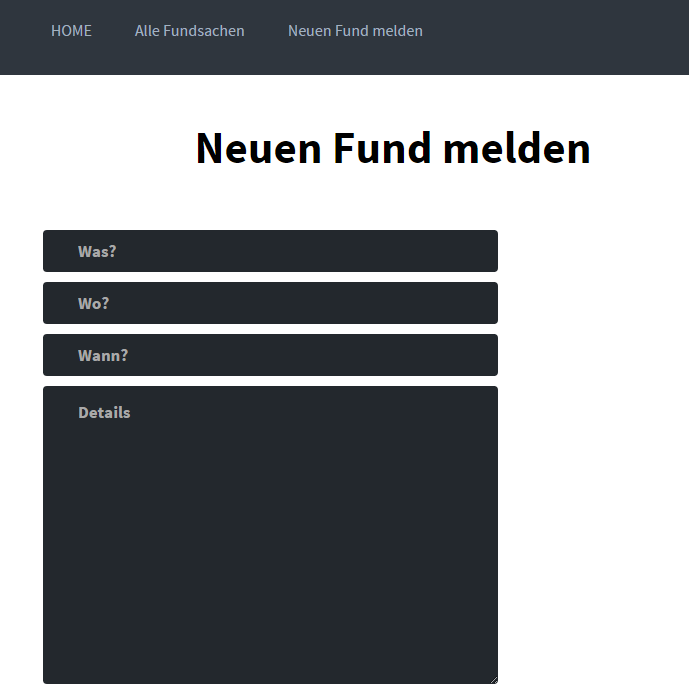 HOME Alle Fundsachen Neuen Fund melden
Neuen Fund melden
Was?
Wo?
Wann?
Details